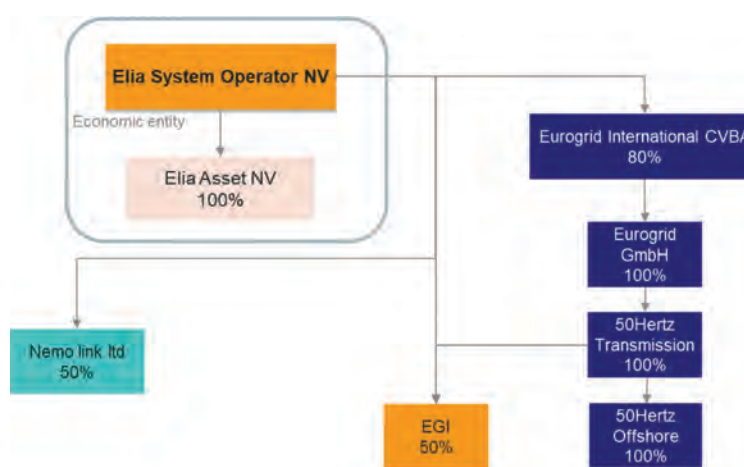 Elia System Operator NV
Economic entity
Elia Asset NV
100%
Eurogrid International CVBA
80%
Eurogrid
GmbH
100%
Nemo link ltd
50%
50Hertz
Transmission
100%
EGI
50%
50Hertz
Offshore
100%